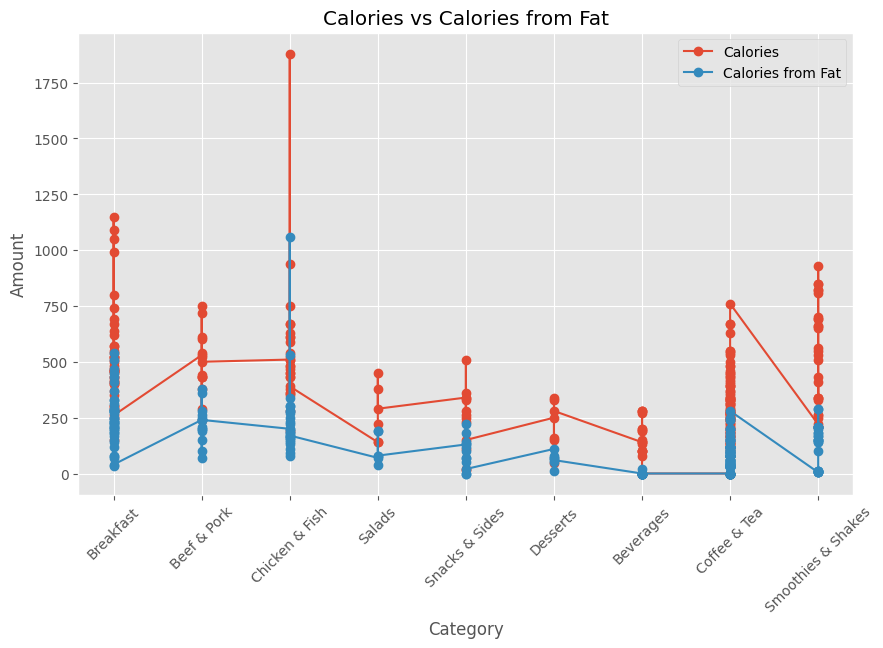 Calories vs Calories from Fat
Calories
Calories from Fat
1750
1500
1250
1000
750
500
250
0
Amount
Breakfast
Beef & Pork
Chicken & Fish
Salads
Snacks & Sides
Desserts
Beverages
Coffee & Tea
Smoothies & Shakes
Category